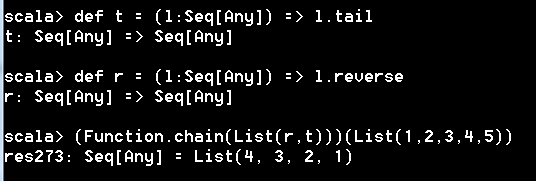 scala> def t = (l:Seq[Any]) => l.tail
t: Seq[Any] => Seq[Any]
scala> def r = (l:Seq[Any]) => l.reverse
r: Seq[Any] => Seq[Any]
scala> (Function.chain(List(r,t)))(List(1,2,3,4,5))
res273: Seq[Any] = List(4, 3, 2, 1)